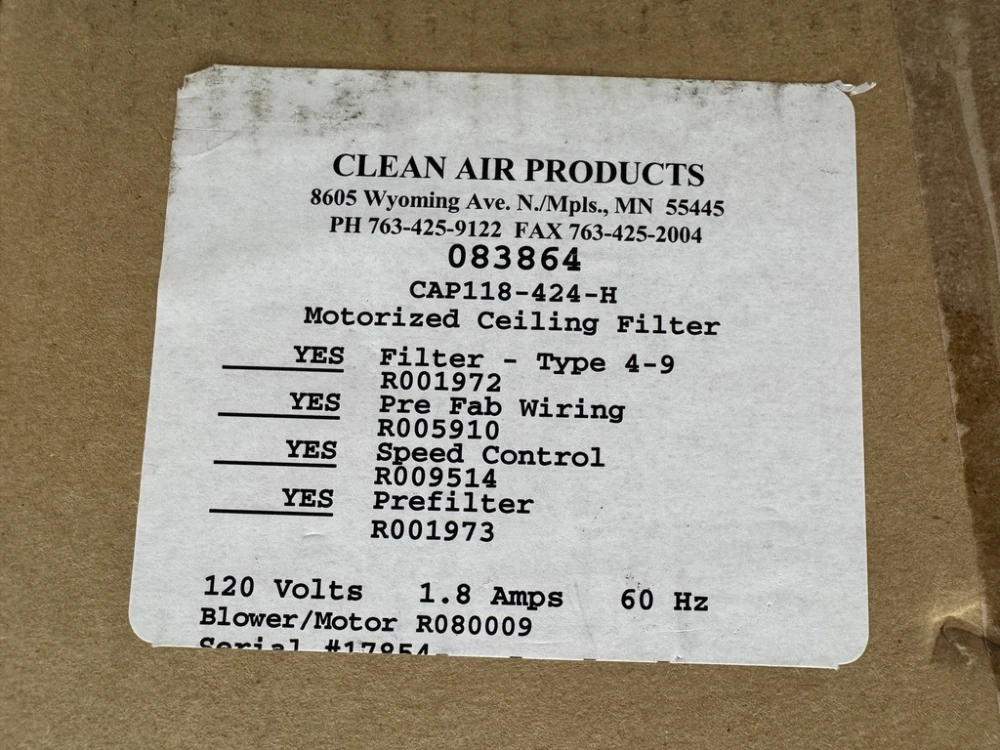 CLEAN AIR PRODUCTS
8605 Wyoming Ave. N./Mpls., MN 55445
PH 763-425-9122 FAX 763-425-2004
083864
CAP118-424-H
Motorized Ceiling Filter
YES Filter - Type 4-9
R001972
YES Pre Fab Wiring
R005910
YES Speed Control
R009514
YES Prefilter
R001973
120 Volts 1.8 Amps 60 Hz
Blower/Motor R080009
Serial